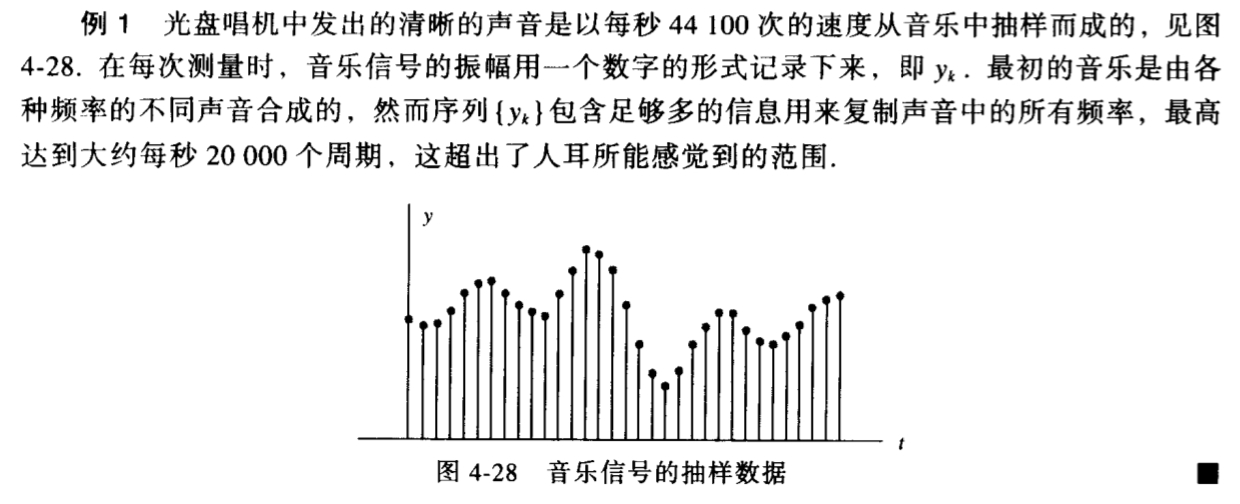 例 1 光盘唱机中发出的清晰的声音是以每秒 44 100 次的速度从音乐中抽样而成的，见图
4-28. 在每次测量时，音乐信号的振幅用一个数字的形式记录下来，即 yₖ. 最初的音乐是由各
种频率的不同声音合成的，然而序列{yₖ}包含足够多的信息用来复制声音中的所有频率，最高
达到大约每秒 20 000 个周期，这超出了人耳所能感觉到的范围.
y
t
图 4-28 音乐信号的抽样数据